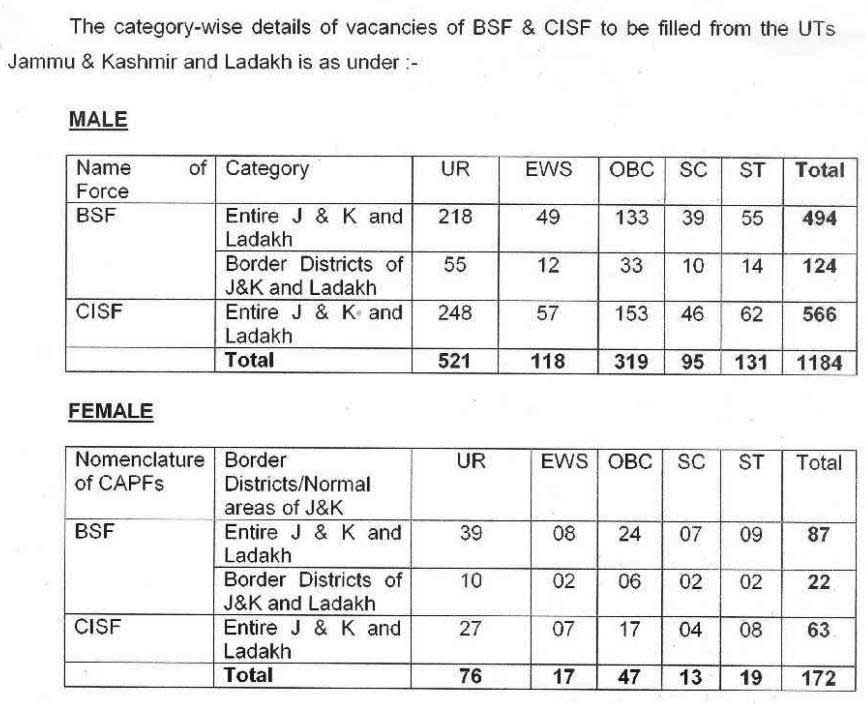 The category-wise details of vacancies of BSF & CISF to be filled from the UTs
Jammu & Kashmir and Ladakh is as under :-
MALE
Name of Force | Category | UR | EWS | OBC | SC | ST | Total
BSF | Entire J & K and Ladakh | 218 | 49 | 133 | 39 | 55 | 494
Border Districts of J&K and Ladakh | 55 | 12 | 33 | 10 | 14 | 124
CISF | Entire J & K and Ladakh | 248 | 57 | 153 | 46 | 62 | 566
Total | 521 | 118 | 319 | 95 | 131 | 1184
FEMALE
Nomenclature of CAPFs | Border Districts/Normal areas of J&K | UR | EWS | OBC | SC | ST | Total
BSF | Entire J & K and Ladakh | 39 | 08 | 24 | 07 | 09 | 87
Border Districts of J&K and Ladakh | 10 | 02 | 06 | 02 | 02 | 22
CISF | Entire J & K and Ladakh | 27 | 07 | 17 | 04 | 08 | 63
Total | 76 | 17 | 47 | 13 | 19 | 172